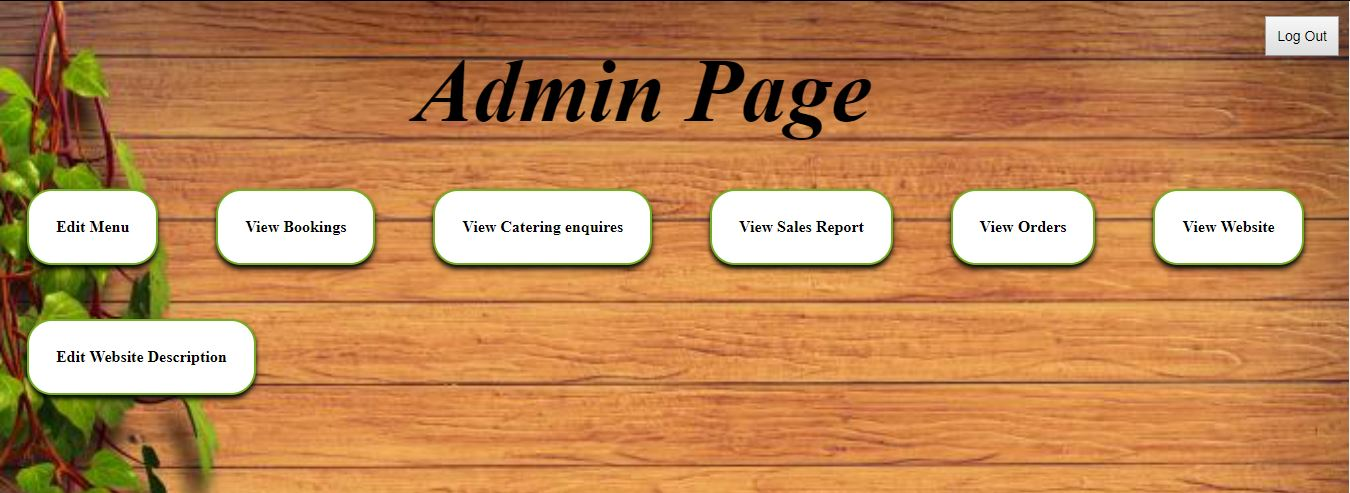 Log Out
Admin Page
Edit Menu
View Bookings
View Catering enquires
View Sales Report
View Orders
View Website
Edit Website Description